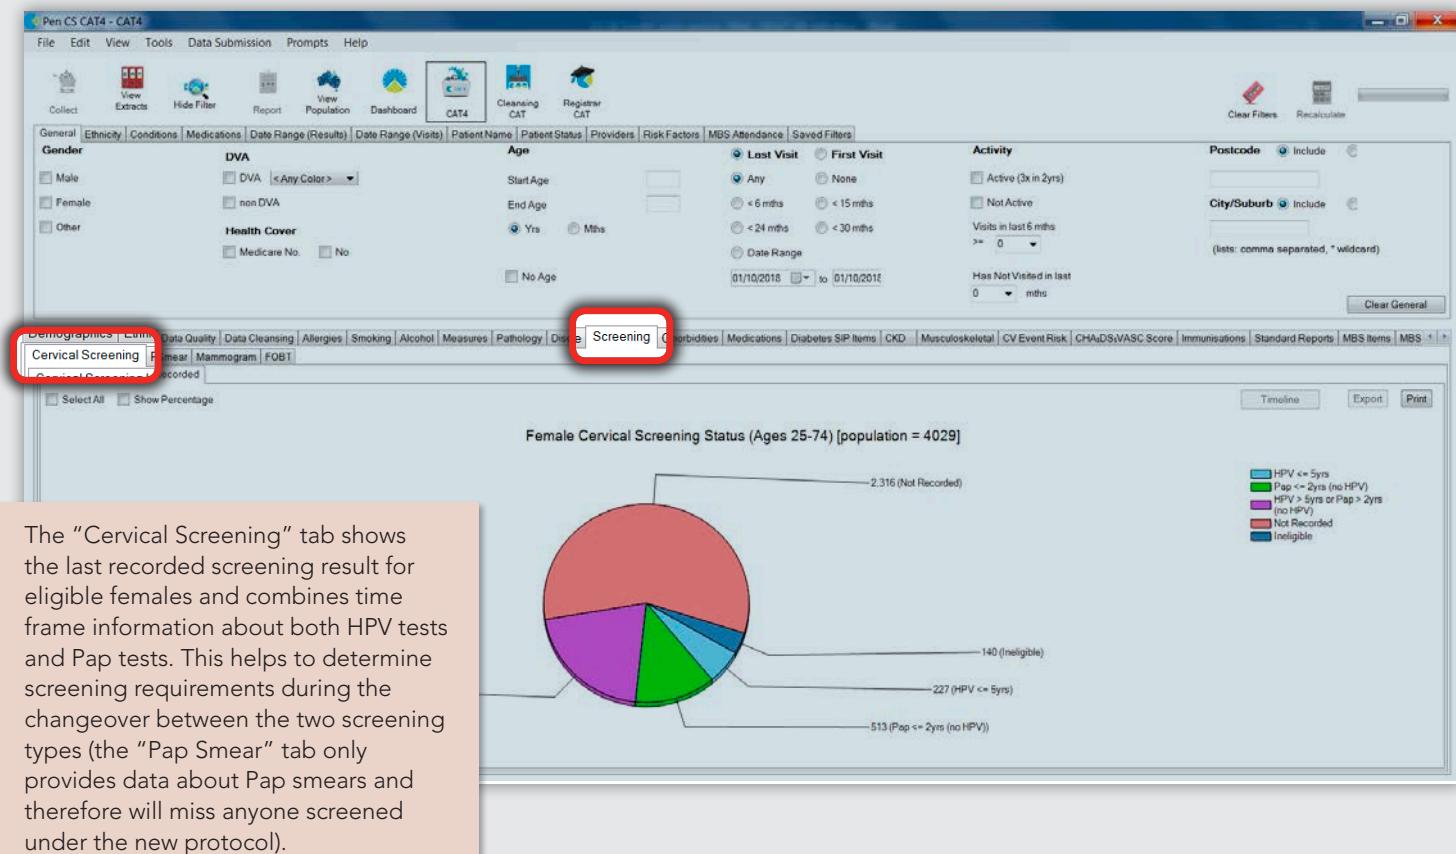 Pen CS CAT4 - CAT4
File Edit View Tools Data Submission Prompts Help
Collect View Extracts Hide Filter Report View Population Dashboard CAT4 Cleansing CAT Registrar CAT Clear Filters Recalculate
General Ethnicity Conditions Medications Date Range (Results) Date Range (Visits) Patient Name Patient Status Providers Risk Factors MBS Attendance Saved Filters
Gender DVA Age Last Visit First Visit Activity Postcode Include
Male DVA <Any Color> Start Age Any None Active (3x in 2yrs)
Female non DVA End Age < 6 mths < 15 mths Not Active City/Suburb Include
Other Health Cover Yrs Mths < 24 mths < 30 mths Visits in last 6 mths
Medicare No. No Date Range >= 0 (lists: comma separated, * wildcard)
No Age 01/10/2018 to 01/10/2018 Has Not Visited in last
0 mths Clear General
Demographics Data Quality Data Cleansing Allergies Smoking Alcohol Measures Pathology Screening Medications Diabetes SIP Items CKD Musculoskeletal CV Event Risk CHA₂DS₂VASC Score Immunisations Standard Reports MBS Items MBS
Cervical Screening Mammogram FOBT
Select All Show Percentage Timeline Export Print
Female Cervical Screening Status (Ages 25-74) [population = 4029]
2.316 (Not Recorded)
HPV <= 5yrs
Pap <= 2yrs (no HPV)
HPV > 5yrs or Pap > 2yrs
(no HPV)
Not Recorded
Ineligible
140 (Ineligible)
227 (HPV <= 5yrs)
513 (Pap <= 2yrs (no HPV))
The “Cervical Screening” tab shows
the last recorded screening result for
eligible females and combines time
frame information about both HPV tests
and Pap tests. This helps to determine
screening requirements during the
changeover between the two screening
types (the “Pap Smear” tab only
provides data about Pap smears and
therefore will miss anyone screened
under the new protocol).